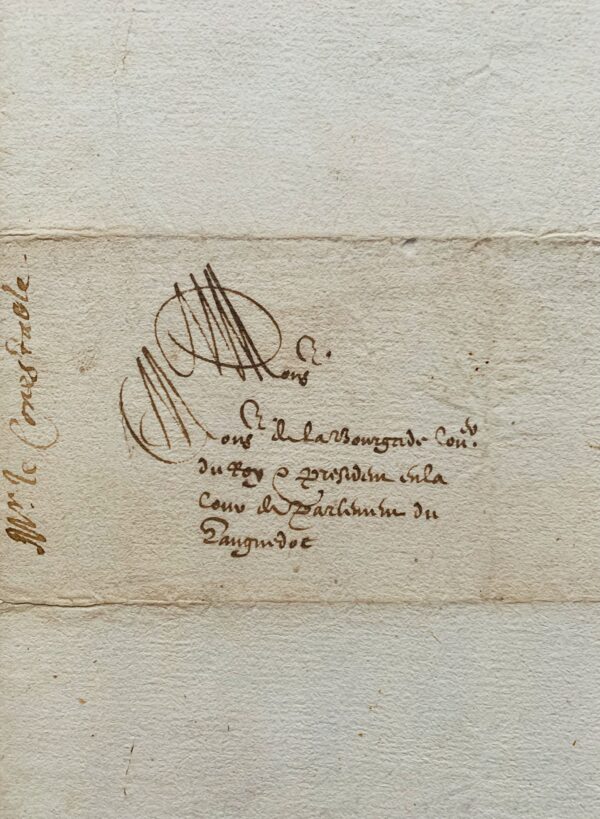 Mons.r
Mons.r de la Bourgade Con.er
du Roy & president en la
Cour de Parlement du
Languedoc
Mr. le Conestable.